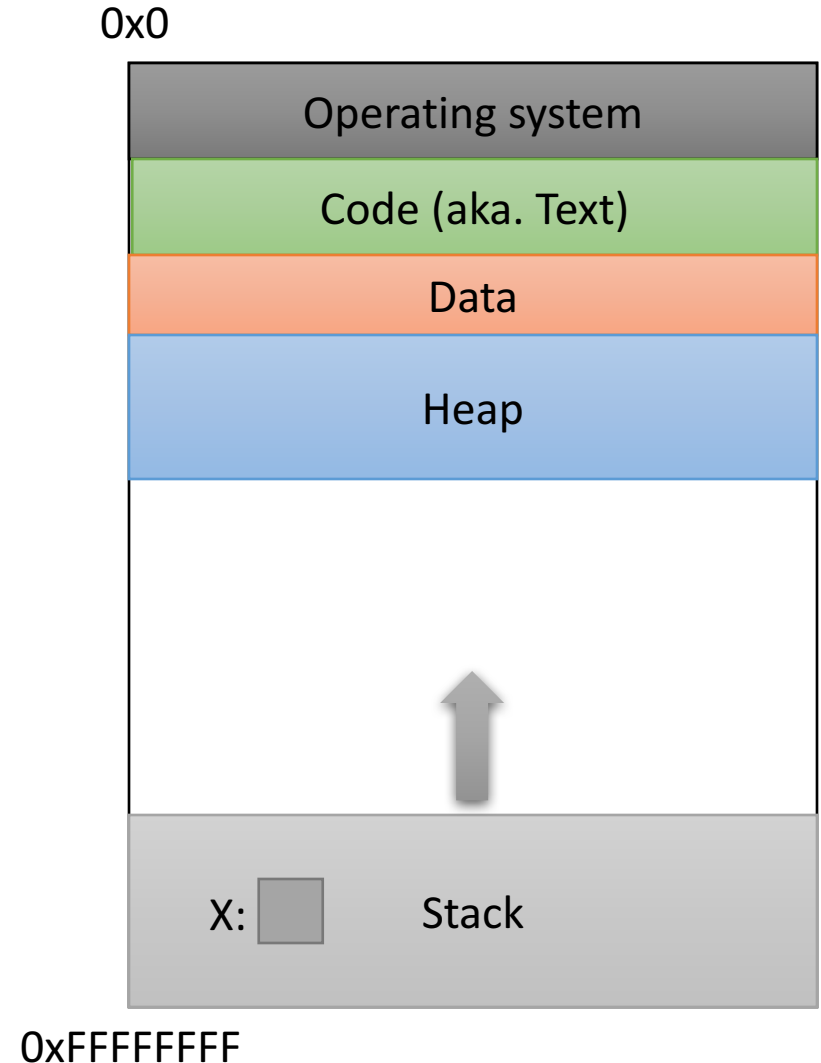 0x0
Operating system
Code (aka. Text)
Data
Heap
X: Stack
0xFFFFFFFF